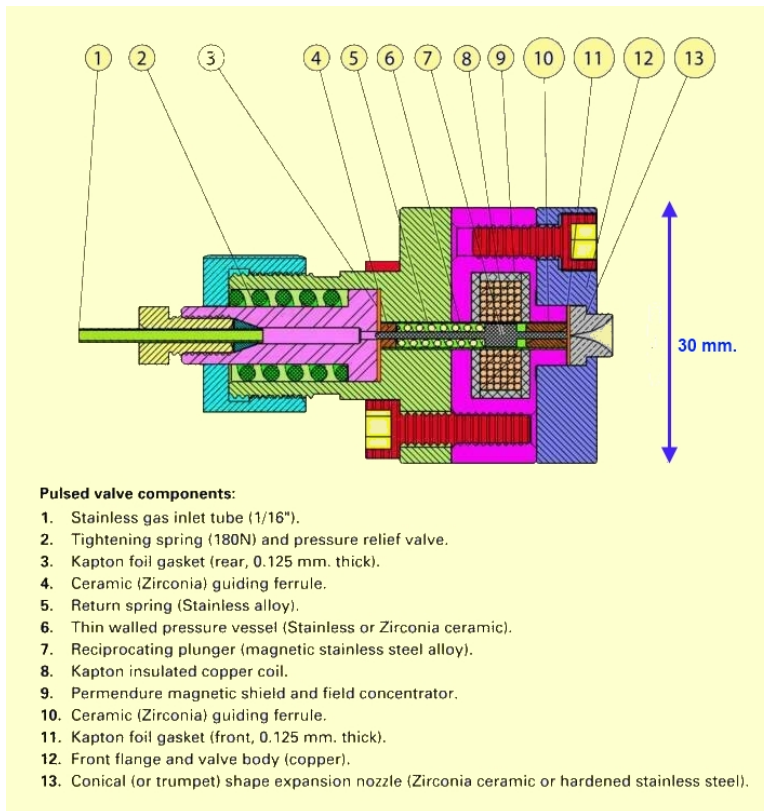 1 2 3 4 5 6 7 8 9 10 11 12 13
30 mm.
Pulsed valve components:
1. Stainless gas inlet tube (1/16").
2. Tightening spring (180N) and pressure relief valve.
3. Kapton foil gasket (rear, 0.125 mm. thick).
4. Ceramic (Zirconia) guiding ferrule.
5. Return spring (Stainless alloy).
6. Thin walled pressure vessel (Stainless or Zirconia ceramic).
7. Reciprocating plunger (magnetic stainless steel alloy).
8. Kapton insulated copper coil.
9. Permendure magnetic shield and field concentrator.
10. Ceramic (Zirconia) guiding ferrule.
11. Kapton foil gasket (front, 0.125 mm. thick).
12. Front flange and valve body (copper).
13. Conical (or trumpet) shape expansion nozzle (Zirconia ceramic or hardened stainless steel).